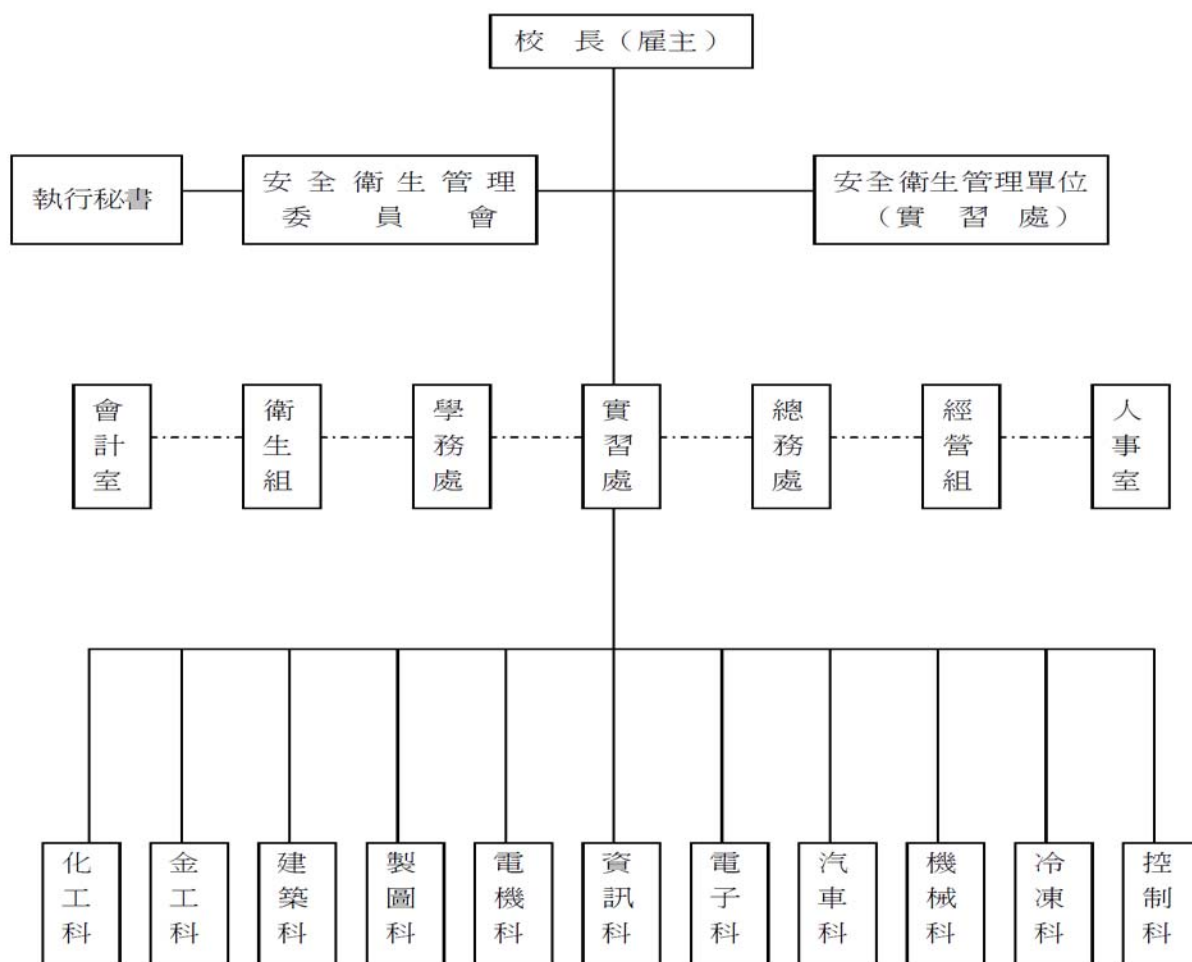 校 長（雇主）
執行秘書
安全衛生管理
委員會
安全衛生管理單位
（實習處）
會計室
衛生組
學務處
實習處
總務處
經營組
人事室
化工科
金工科
建築科
製圖科
電機科
資訊科
電子科
汽車科
機械科
冷凍科
控制科